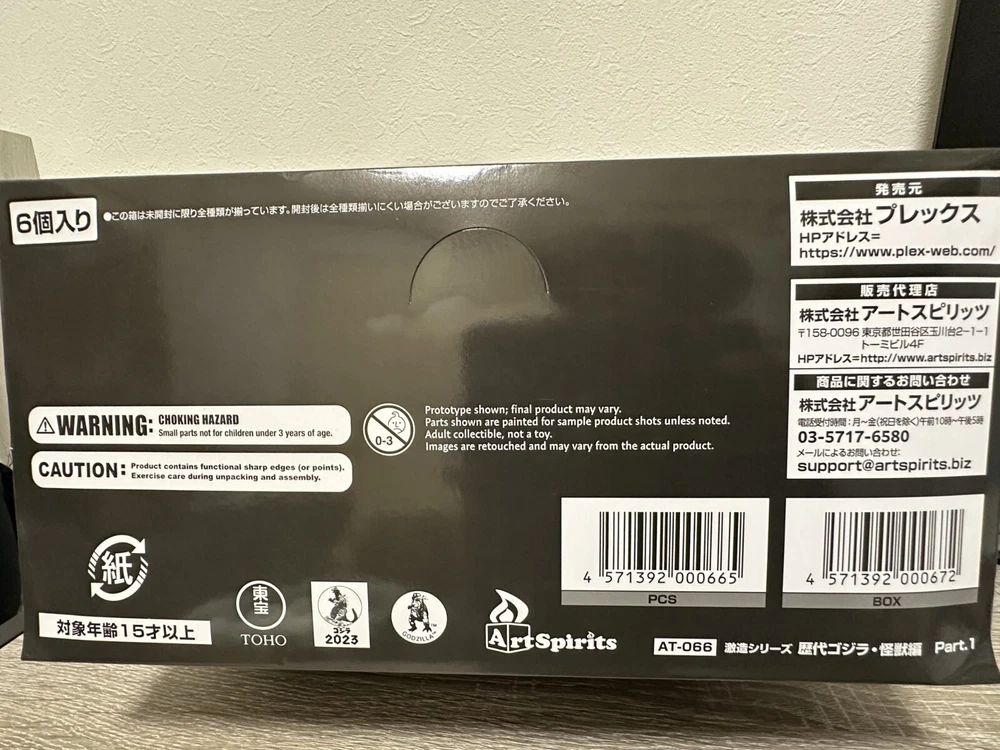 6個入り
●この箱は未開封に限り全種類が揃っています。開封後は全種類揃いにくい場合がございますのでご了承ください。
発売元
株式会社プレックス
HPアドレス=
https://www.plex-web.com/
販売代理店
株式会社アートスピリッツ
〒158-0096 東京都世田谷区玉川台2-1-1
トーミビル4F
HPアドレス=http://www.artspirits.biz
商品に関するお問い合わせ
株式会社アートスピリッツ
電話受付時間:月~金(祝日を除く)午前10時~午後5時
03-5717-6580
メールによるお問い合わせ:
support@artspirits.biz
WARNING: CHOKING HAZARD
Small parts not for children under 3 years of age.
CAUTION: Product contains functional sharp edges (or points).
Exercise care during unpacking and assembly.
0-3
Prototype shown; final product may vary.
Parts shown are painted for sample product shots unless noted.
Adult collectible, not a toy.
Images are retouched and may vary from the actual product.
4 571392 000665
PCS
4 571392 000672
BOX
紙
対象年齢15才以上
東宝
TOHO
ゴジラ
2023
GODZILLA™
ArtSpirits
AT-066 激造シリーズ 歴代ゴジラ・怪獣編 Part.1